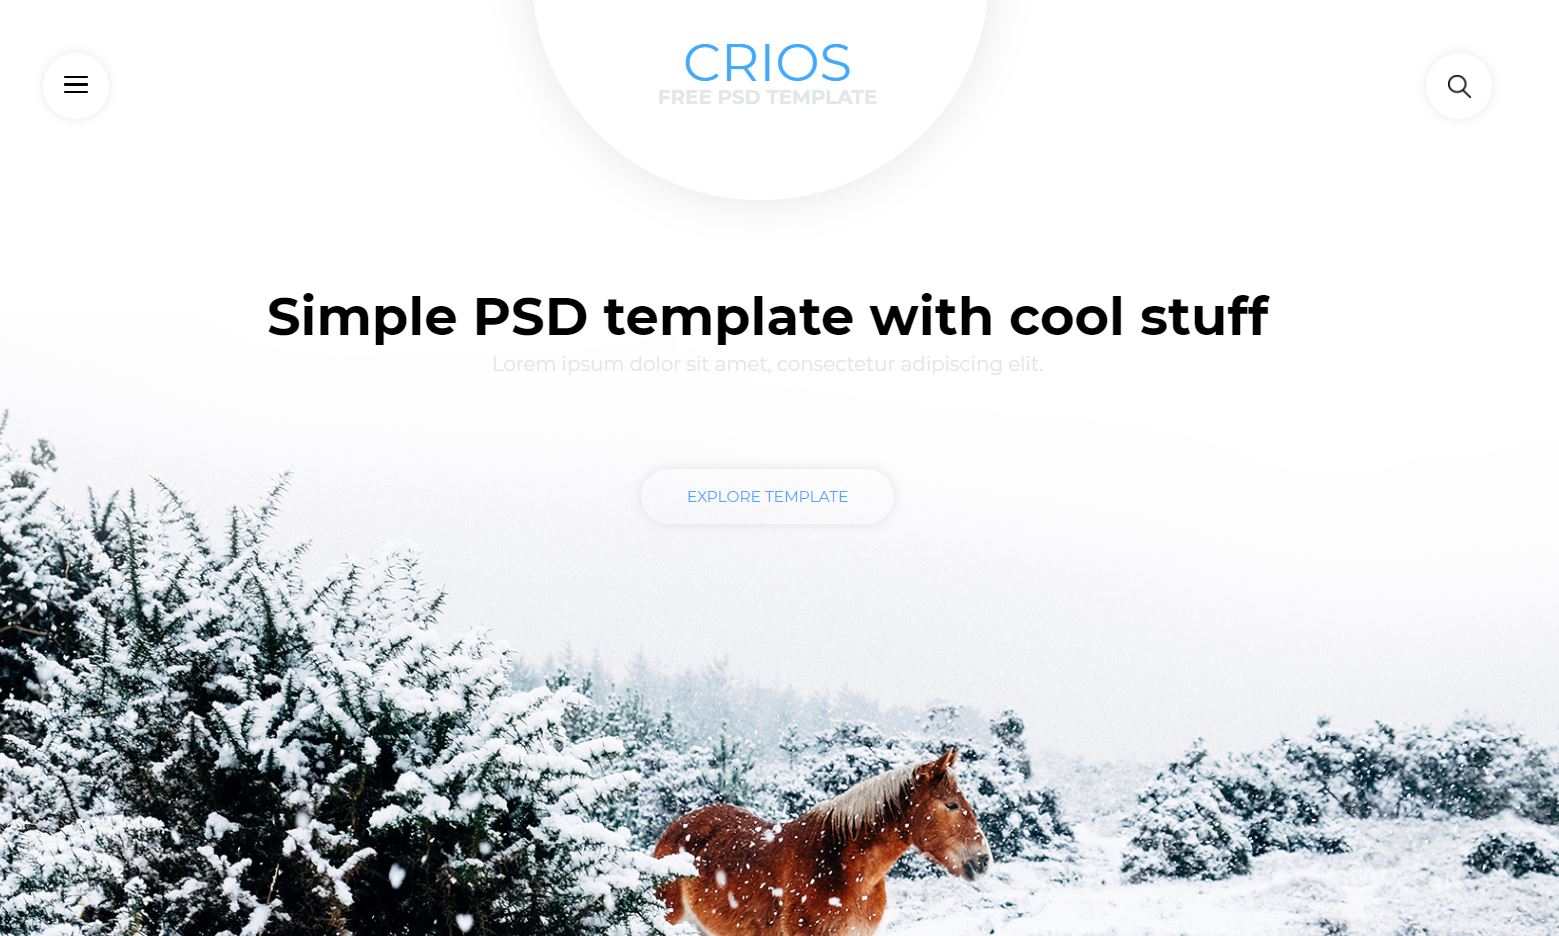 CRIOS
FREE PSD TEMPLATE
Simple PSD template with cool stuff
Lorem ipsum dolor sit amet, consectetur adipiscing elit.
EXPLORE TEMPLATE